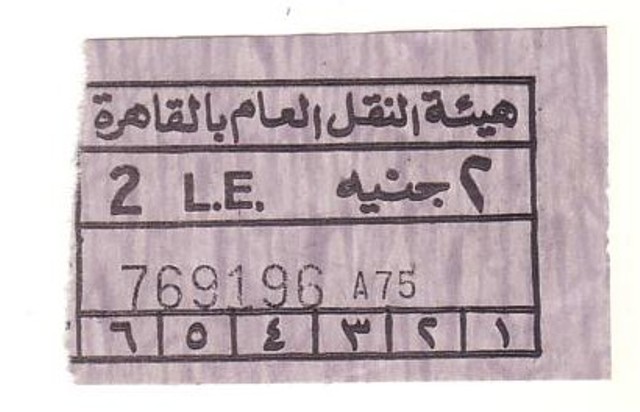 هيئة النقل العام بالقاهرة
٢ جنيه 2 L.E.
769196 A75
١ ٢ ٣ ٤ ٥ ٦